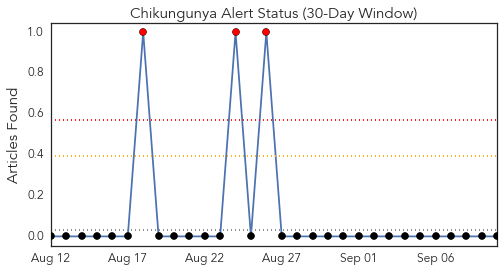 Chikungunya Alert Status (30-Day Window)
Articles Found
1.0
0.8
0.6
0.4
0.2
0.0
Aug 12 Aug 17 Aug 22 Aug 27 Sep 01 Sep 06